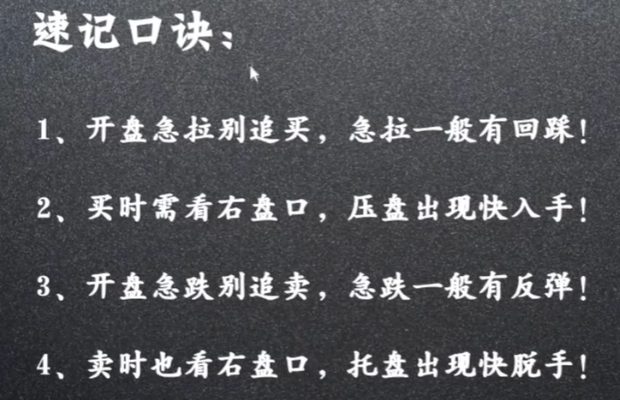 速记口诀：
1、开盘急拉别追买，急拉一般有回踩！
2、买时需看右盘口，压盘出现快入手！
3、开盘急跌别追卖，急跌一般有反弹！
4、卖时也看右盘口，托盘出现快脱手！